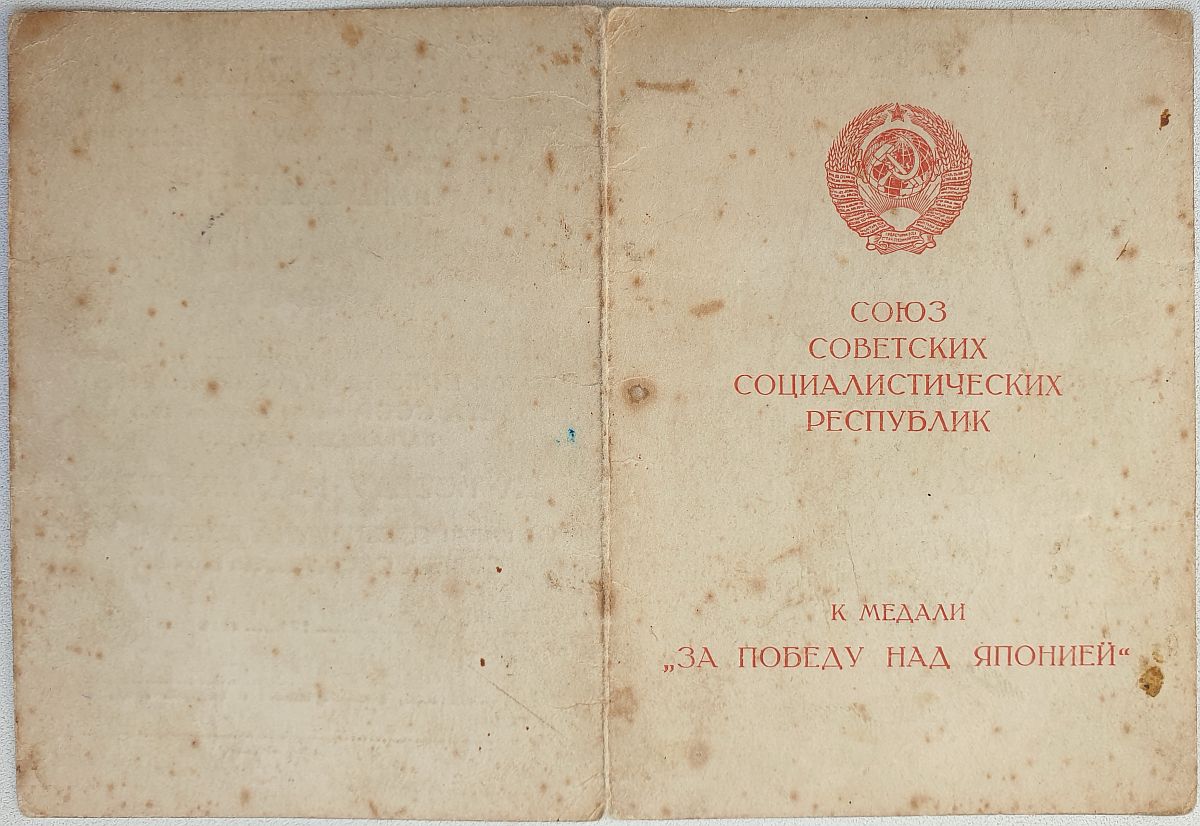 СОЮЗ
СОВЕТСКИХ
СОЦИАЛИСТИЧЕСКИХ
РЕСПУБЛИК
К МЕДАЛИ
„ЗА ПОБЕДУ НАД ЯПОНИЕЙ“